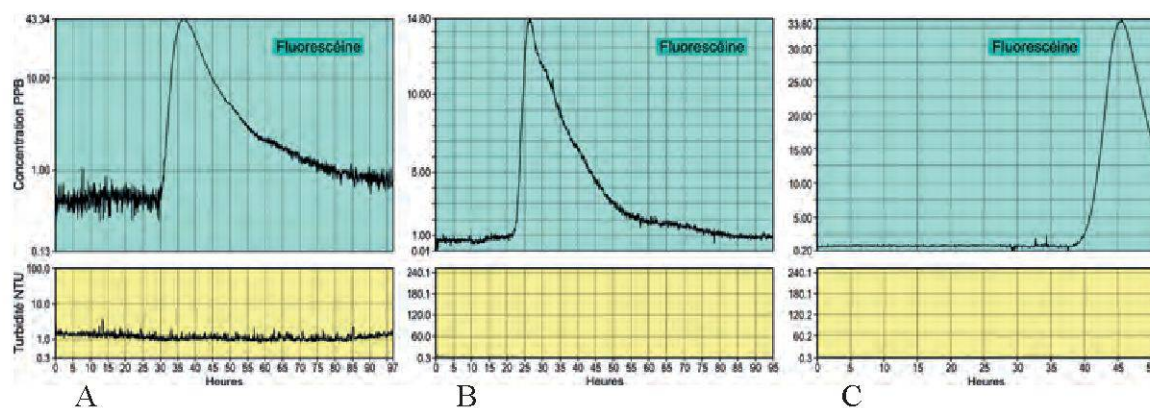 Concentration PPB
43.34
10.00
1.00
0.13
Fluorescéine
Turbidité NTU
100.0
10.0
1.0
0.3
0 5 10 15 20 25 30 35 40 45 50 55 60 65 70 75 80 85 90 97
Heures
A
14.80
10.00
5.00
1.00
0.01
Fluorescéine
240.1
180.1
120.0
60.0
0.3
0 5 10 15 20 25 30 35 40 45 50 55 60 65 70 75 80 85 90 95
Heures
B
33.80
30.00
25.00
20.00
15.00
10.00
5.00
0.20
Fluorescéine
240.1
180.1
120.2
60.2
0.3
0 5 10 15 20 25 30 35 40 45
Heures
C